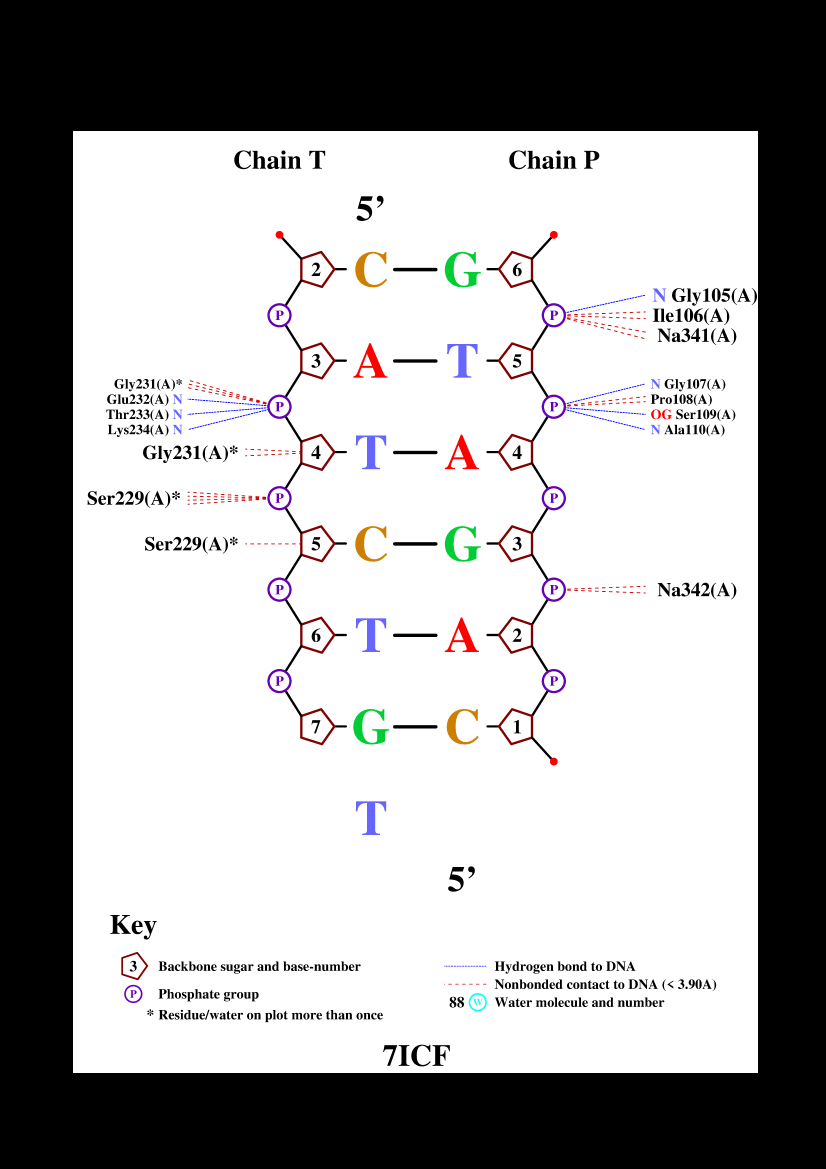 Chain T Chain P
5’
2 C G 6
P P N Gly105(A)
Ile106(A)
Na341(A)
3 A T 5
Gly231(A)* N Gly107(A)
Glu232(A) N Pro108(A)
P P
Thr233(A) N OG Ser109(A)
Lys234(A) N N Ala110(A)
Gly231(A)* 4 T A 4
Ser229(A)* P P
Ser229(A)* 5 C G 3
P P Na342(A)
6 T A 2
P P
7 G C 1
T
5’
Key
3 Backbone sugar and base-number
P Phosphate group
* Residue/water on plot more than once
Hydrogen bond to DNA
Nonbonded contact to DNA (< 3.90A)
88 W Water molecule and number
7ICF